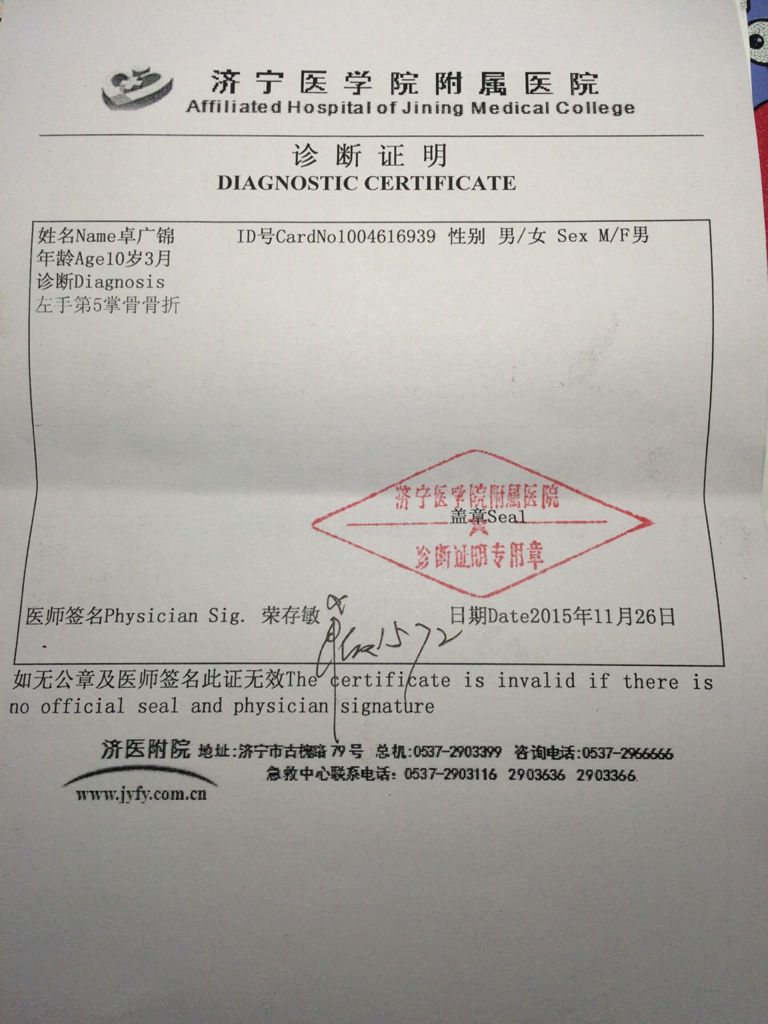 济宁医学院附属医院
Affiliated Hospital of Jining Medical College
诊断证明
DIAGNOSTIC CERTIFICATE
姓名Name卓广锦 ID号CardNo1004616939 性别 男/女 Sex M/F男
年龄Age10岁3月
诊断Diagnosis
左手第5掌骨骨折
济宁医学院附属医院
盖章Seal
诊断证明专用章
医师签名Physician Sig. 荣存敏 日期Date2015年11月26日
1572
如无公章及医师签名此证无效The certificate is invalid if there is
no official seal and physician signature
济医附院 地址:济宁市古槐路79号 总机:0537-2903399 咨询电话:0537-2966666
急救中心联系电话: 0537-2903116 2903636 2903366
www.jyfy.com.cn